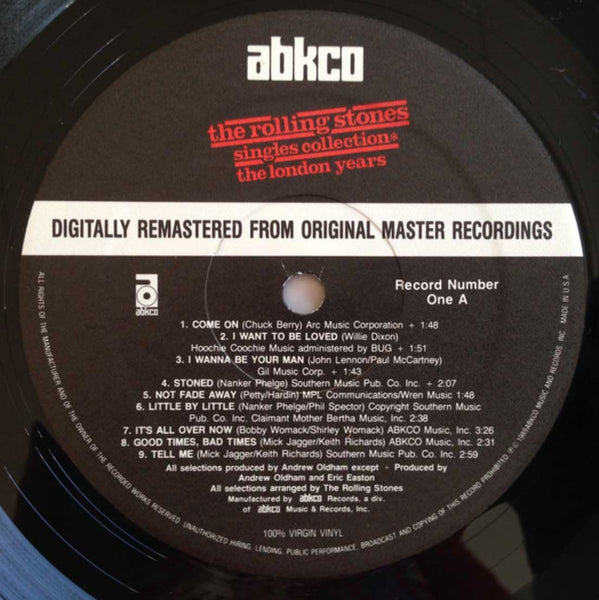 abkco
the rolling stones
singles collection*
the london years
DIGITALLY REMASTERED FROM ORIGINAL MASTER RECORDINGS
abkco
Record Number
One A
1. COME ON (Chuck Berry) Arc Music Corporation + 1:48
2. I WANT TO BE LOVED (Willie Dixon)
Hoochie Coochie Music administered by BUG + 1:51
3. I WANNA BE YOUR MAN (John Lennon/Paul McCartney)
Gil Music Corp. + 1:43
4. STONED (Nanker Phelge) Southern Music Pub. Co. Inc. + 2:07
5. NOT FADE AWAY (Petty/Hardin) MPL Communications/Wren Music 1:48
6. LITTLE BY LITTLE (Nanker Phelge/Phil Spector) Copyright Southern Music
Pub. Co. Inc. Claimant Mother Bertha Music 2:38
7. IT'S ALL OVER NOW (Bobby Womack/Shirley Womack) ABKCO Music, Inc. 3:26
8. GOOD TIMES, BAD TIMES (Mick Jagger/Keith Richards) ABKCO Music, Inc. 2:31
9. TELL ME (Mick Jagger/Keith Richards) Southern Music Pub. Co. Inc. 2:59
All selections produced by Andrew Oldham except + Produced by
Andrew Oldham and Eric Easton
All selections arranged by The Rolling Stones
Manufactured by abkco Records, a div.
of abkco Music & Records, Inc.
100% VIRGIN VINYL
ALL RIGHTS OF THE MANUFACTURER AND OF THE OWNER OF THE RECORDED WORKS RESERVED. UNAUTHORIZED HIRING, LENDING, PUBLIC PERFORMANCE, BROADCAST AND COPYING OF THIS RECORD PROHIBITED ℗ © 1989 ABKCO MUSIC AND RECORDS, INC. MADE IN U.S.A.